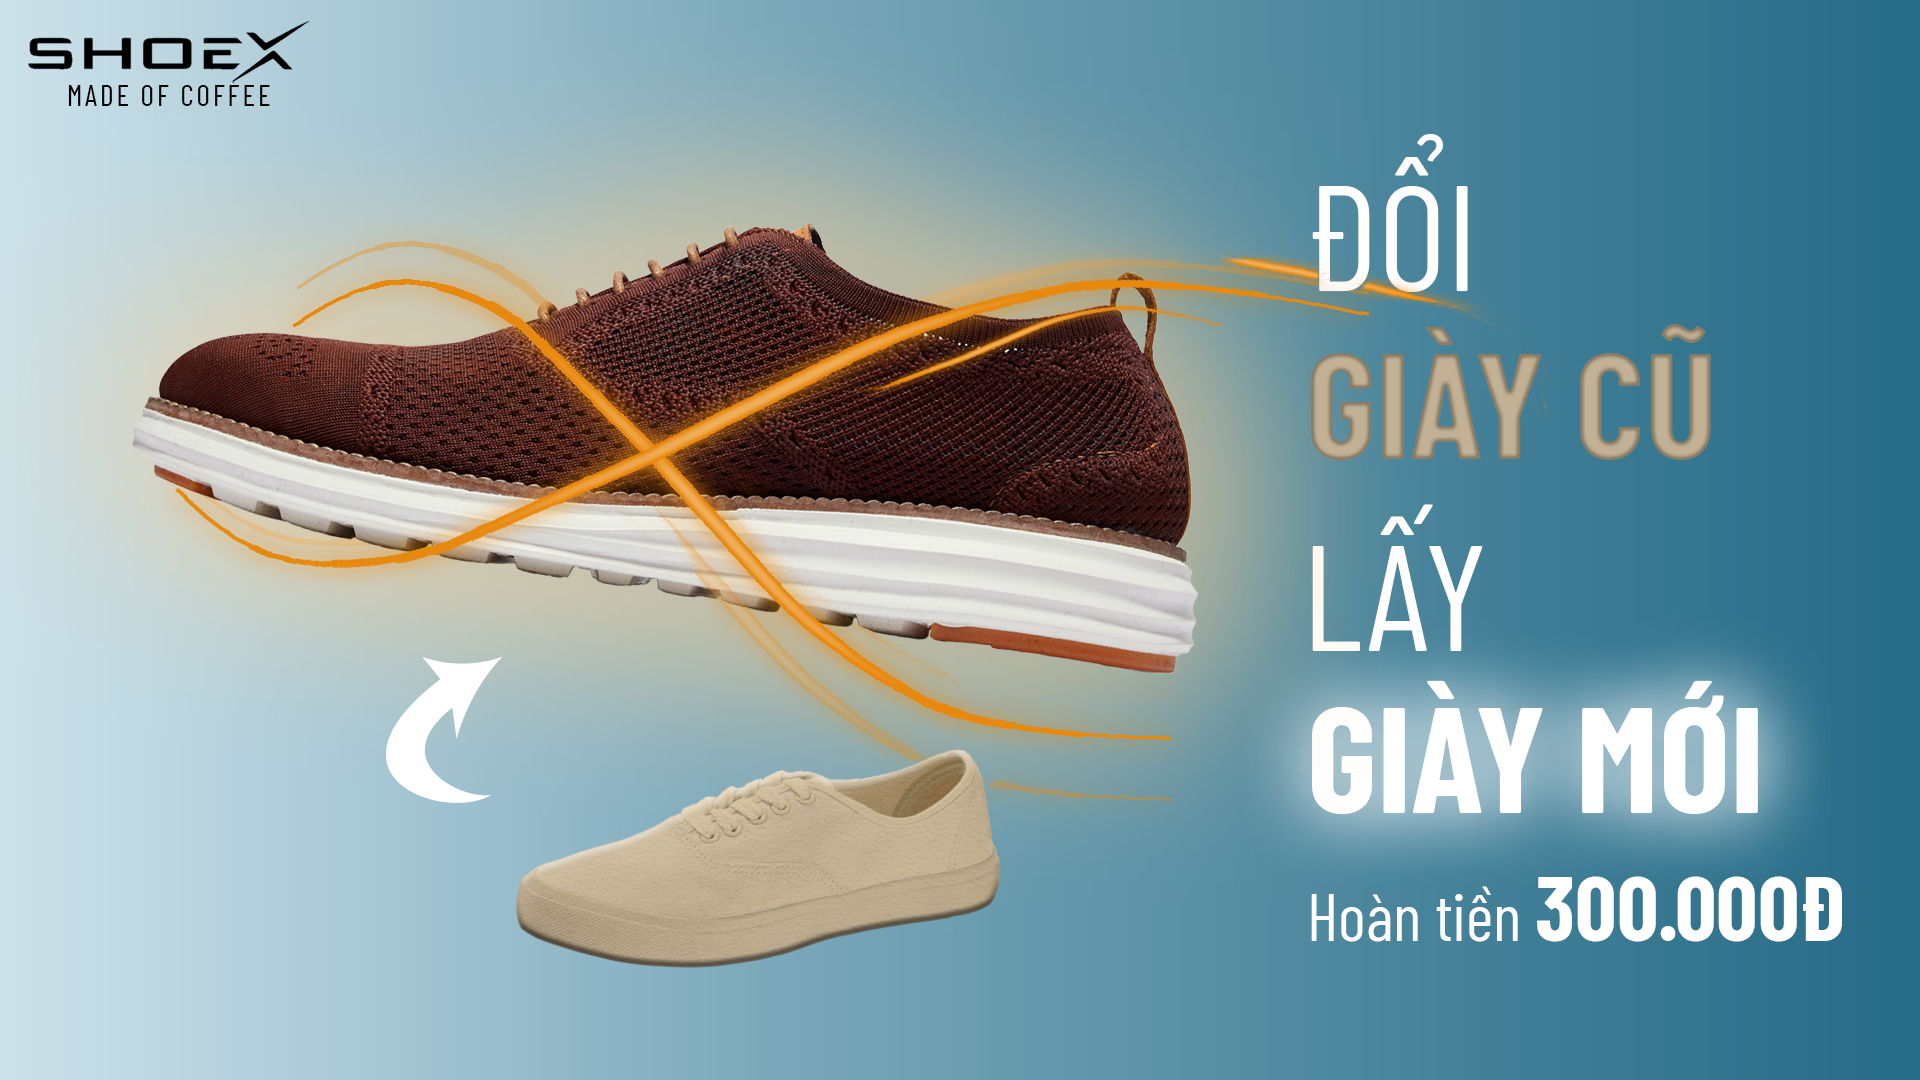 SHOEX
MADE OF COFFEE
ĐỔI
GIÀY CŨ
LẤY
GIÀY MỚI
Hoàn tiền 300.000Đ